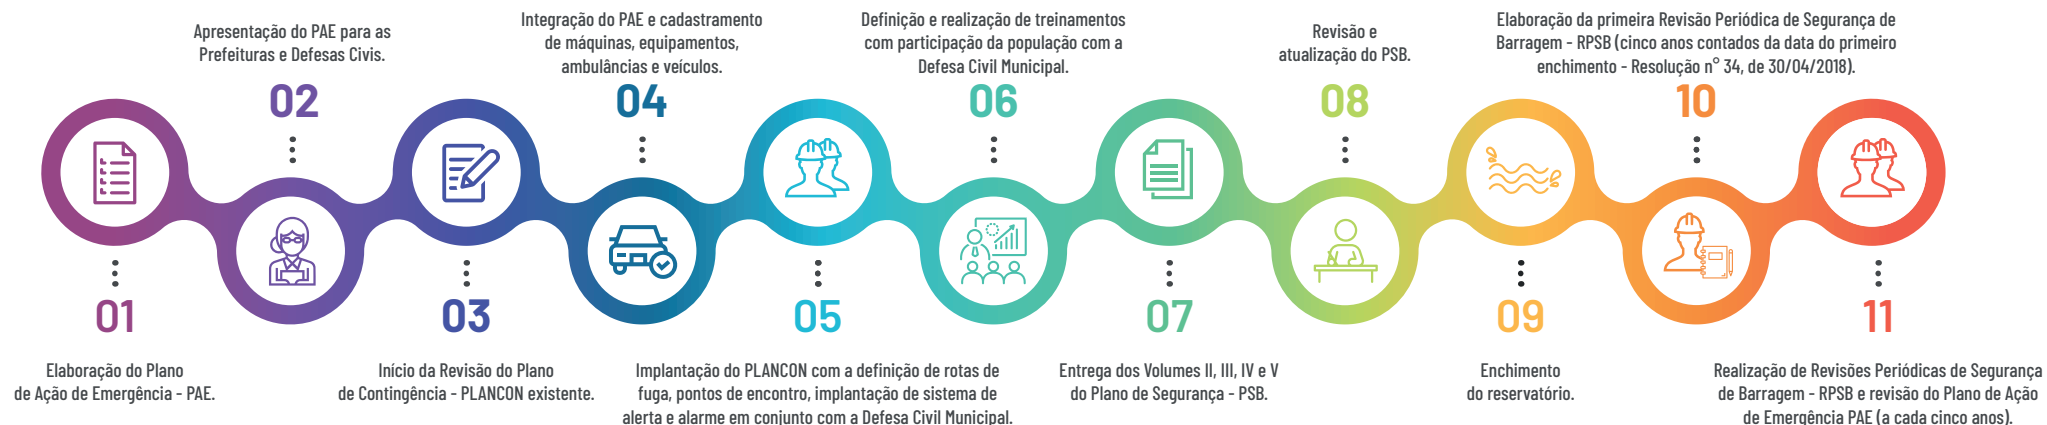 01
Elaboração do Plano
de Ação de Emergência - PAE.
Apresentação do PAE para as
Prefeituras e Defesas Civis.
02
03
Início da Revisão do Plano
de Contingência - PLANCON existente.
Integração do PAE e cadastramento
de máquinas, equipamentos,
ambulâncias e veículos.
04
05
Implantação do PLANCON com a definição de rotas de
fuga, pontos de encontro, implantação de sistema de
alerta e alarme em conjunto com a Defesa Civil Municipal.
Definição e realização de treinamentos
com participação da população com a
Defesa Civil Municipal.
06
07
Entrega dos Volumes II, III, IV e V
do Plano de Segurança - PSB.
Revisão e
atualização do PSB.
08
09
Enchimento
do reservatório.
Elaboração da primeira Revisão Periódica de Segurança de
Barragem - RPSB (cinco anos contados da data do primeiro
enchimento - Resolução n° 34, de 30/04/2018).
10
11
Realização de Revisões Periódicas de Segurança
de Barragem - RPSB e revisão do Plano de Ação
de Emergência PAE (a cada cinco anos).